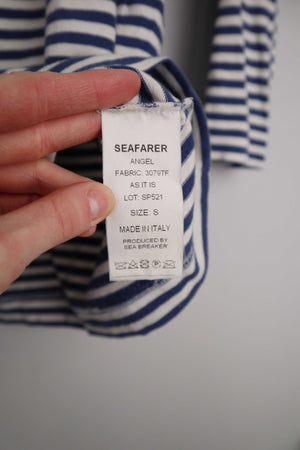 SEAFARER
ANGEL
FABRIC: 3079TF
AS IT IS
LOT: SP521
SIZE: S
MADE IN ITALY
PRODUCED BY
SEA BREAKER